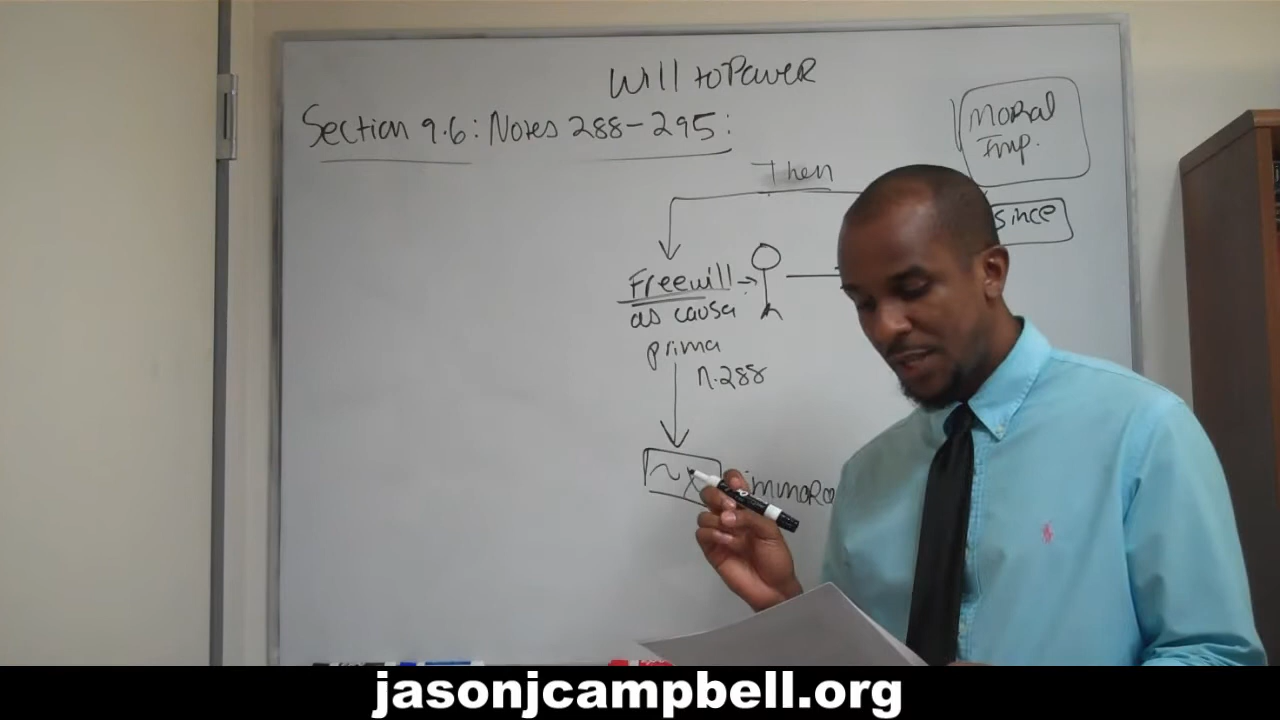 Will to Power
Section 9.6: Notes 288-295:
Moral
Imp.
Then
since
Freewill
as causa
prima
n.288
jasonjcampbell.org